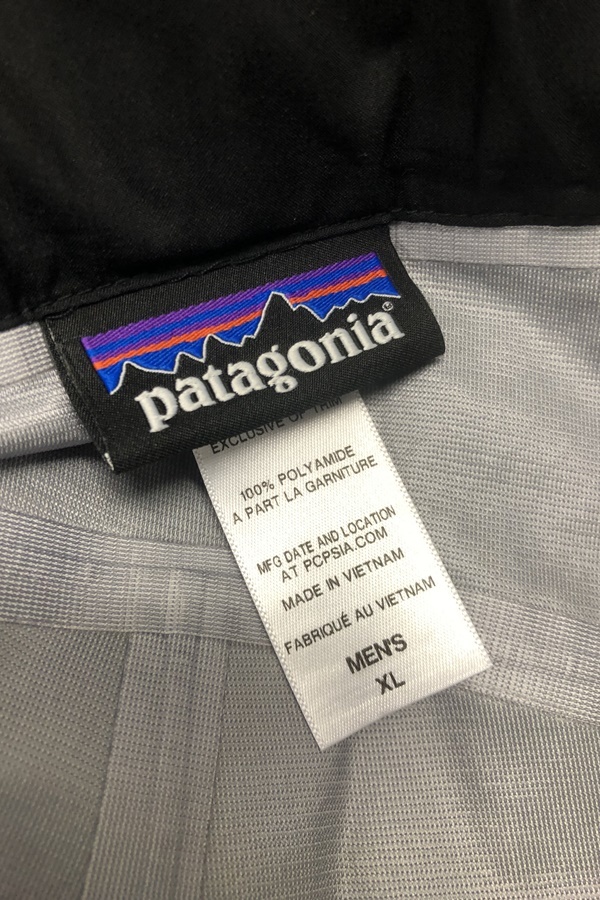 patagonia®
EXCLUSIVE OF TRIM
100% POLYAMIDE
A PART LA GARNITURE
MFG DATE AND LOCATION
AT PCPSIA.COM
MADE IN VIETNAM
FABRIQUÉ AU VIETNAM
MEN'S
XL